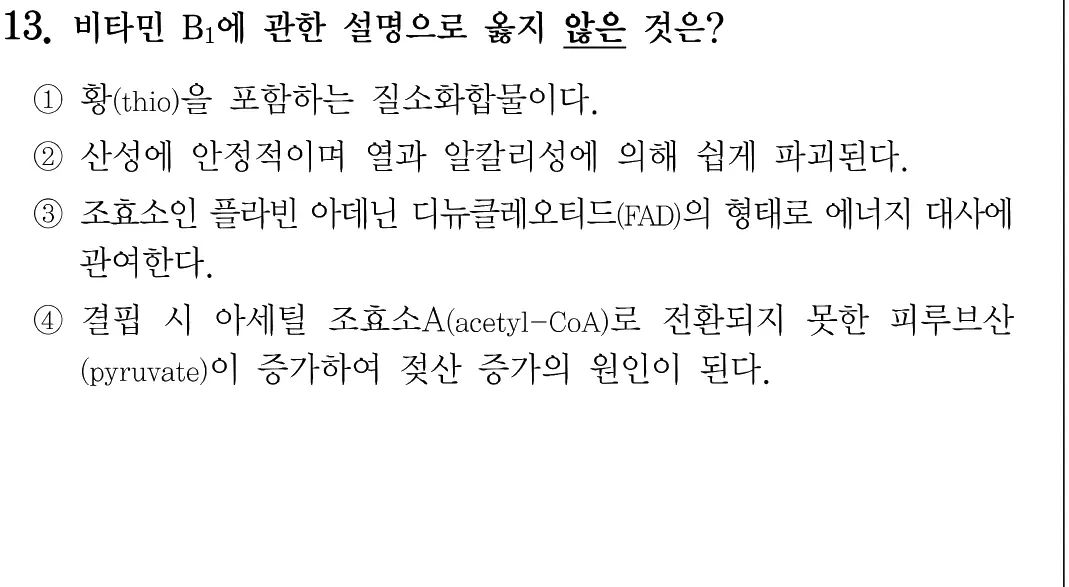 13. 비타민 B₁에 관한 설명으로 옳지 않은 것은?
① 황(thio)을 포함하는 질소화합물이다.
② 산성에 안정적이며 열과 알칼리성에 의해 쉽게 파괴된다.
③ 조효소인 플라빈 아데닌 디뉴클레오티드(FAD)의 형태로 에너지 대사에
관여한다.
④ 결핍 시 아세틸 조효소A(acetyl-CoA)로 전환되지 못한 피루브산
(pyruvate)이 증가하여 젖산 증가의 원인이 된다.